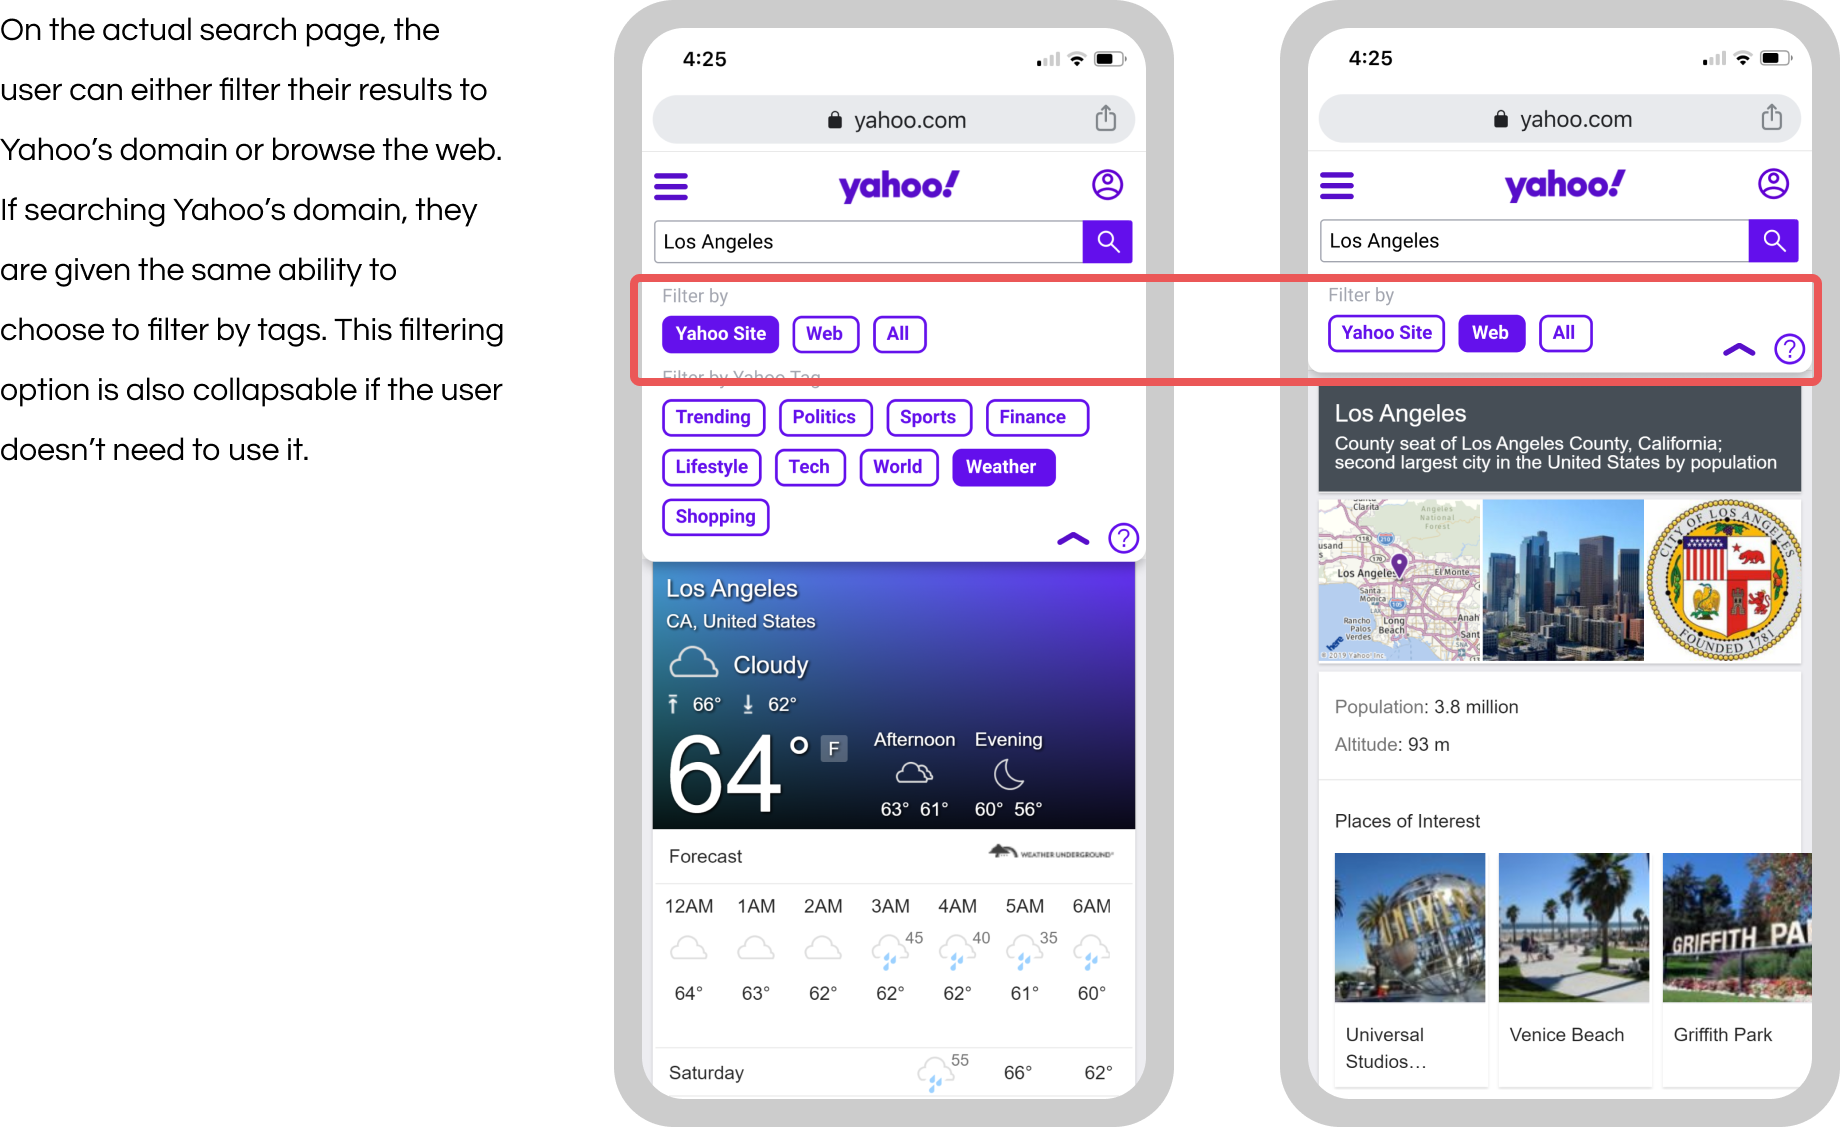 On the actual search page, the
user can either filter their results to
Yahoo's domain or browse the web.
If searching Yahoo's domain, they
are given the same ability to
choose to filter by tags. This filtering
option is also collapsable if the user
doesn't need to use it.
4:25
yahoo.com
yahoo!
Los Angeles
Filter by
Yahoo Site Web All
Filter by Yahoo Tag
Trending Politics Sports Finance
Lifestyle Tech World Weather
Shopping
?
Los Angeles
CA, United States
Cloudy
66° 62°
64° F
Afternoon Evening
63° 61° 60° 56°
Forecast WEATHER UNDERGROUND
12AM 1AM 2AM 3AM 4AM 5AM 6AM
45 40 35
64° 63° 62° 62° 62° 61° 60°
Saturday 55 66° 62°
4:25
yahoo.com
yahoo!
Los Angeles
Filter by
Yahoo Site Web All
?
Los Angeles
County seat of Los Angeles County, California;
second largest city in the United States by population
Clarita
Angeles
National
Forest
usand
Los Angeles
El Monte
Santa
Monica
Rancho
Palos
Verdes
Long
Beach
Anah
Sant
here
© 2019 Yahoo! Inc.
CITY OF LOS ANGELES
FOUNDED 1781
Population: 3.8 million
Altitude: 93 m
Places of Interest
UNIVER
GRIFFITH PA
Universal
Studios...
Venice Beach
Griffith Park